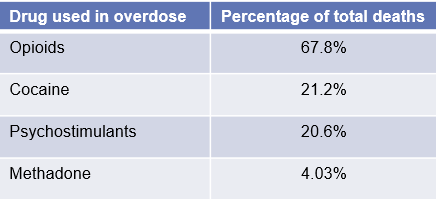 Drug used in overdose Percentage of total deaths
Opioids 67.8%
Cocaine 21.2%
Psychostimulants 20.6%
Methadone 4.03%